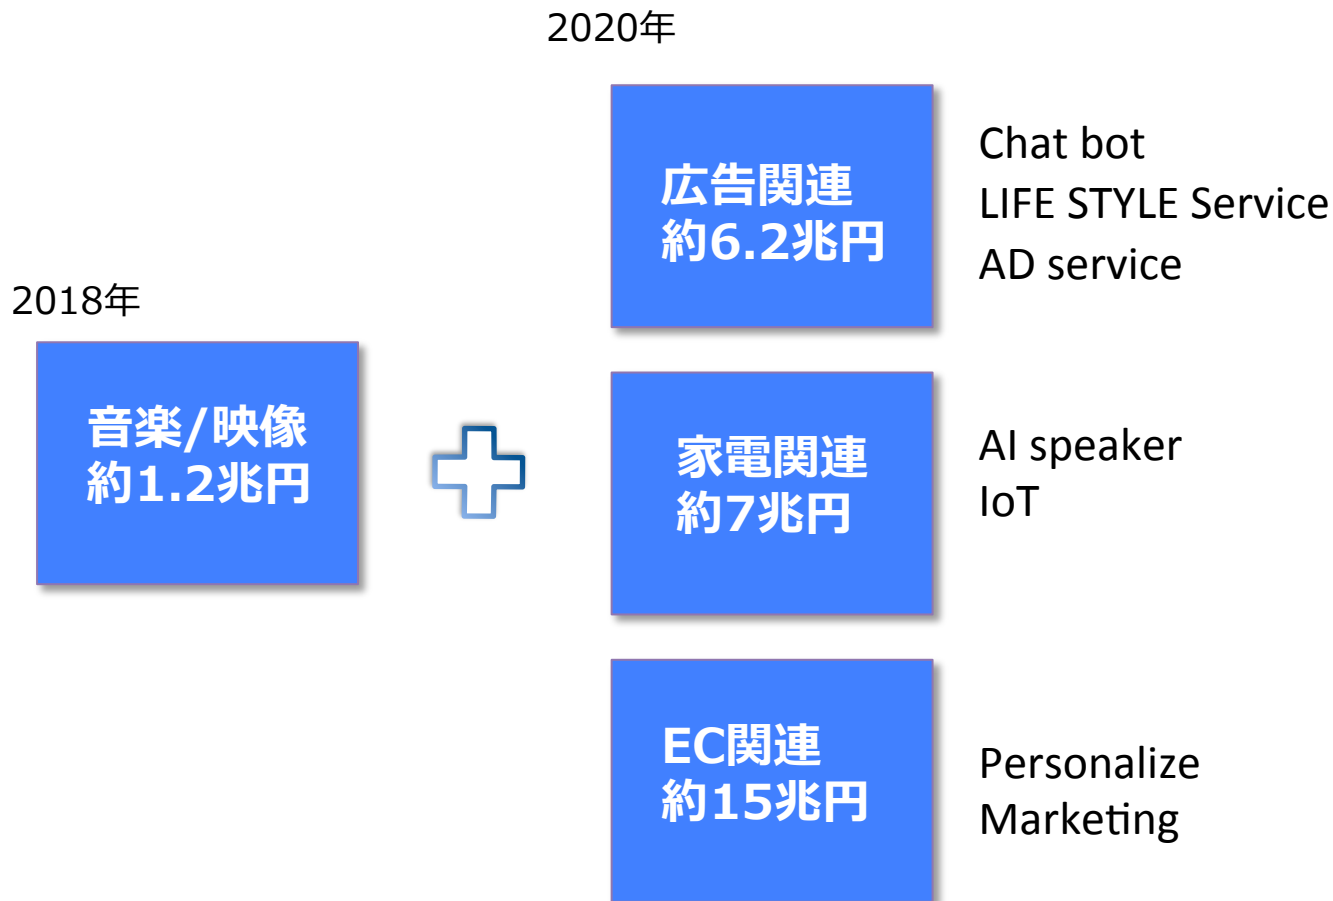 2020年
広告関連
約6.2兆円
Chat bot
LIFE STYLE Service
AD service
2018年
音楽/映像
約1.2兆円
家電関連
約7兆円
AI speaker
IoT
EC関連
約15兆円
Personalize
Marketing